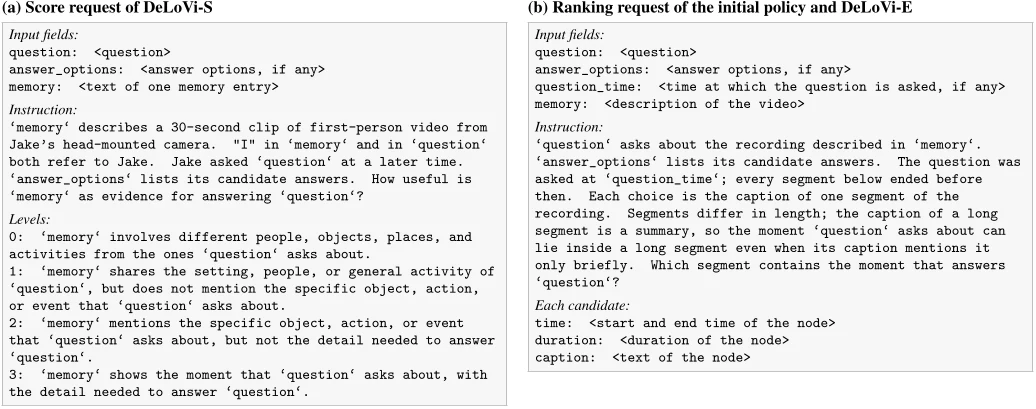 (a) Score request of DeLoVi-S
Input fields:
question: <question>
answer_options: <answer options, if any>
memory: <text of one memory entry>
Instruction:
‘memory‘ describes a 30-second clip of first-person video from
Jake’s head-mounted camera. "I" in ‘memory‘ and in ‘question‘
both refer to Jake. Jake asked ‘question‘ at a later time.
‘answer_options‘ lists its candidate answers. How useful is
‘memory‘ as evidence for answering ‘question‘?
Levels:
0: ‘memory‘ involves different people, objects, places, and
activities from the ones ‘question‘ asks about.
1: ‘memory‘ shares the setting, people, or general activity of
‘question‘, but does not mention the specific object, action,
or event that ‘question‘ asks about.
2: ‘memory‘ mentions the specific object, action, or event
that ‘question‘ asks about, but not the detail needed to answer
‘question‘.
3: ‘memory‘ shows the moment that ‘question‘ asks about, with
the detail needed to answer ‘question‘.
(b) Ranking request of the initial policy and DeLoVi-E
Input fields:
question: <question>
answer_options: <answer options, if any>
question_time: <time at which the question is asked, if any>
memory: <description of the video>
Instruction:
‘question‘ asks about the recording described in ‘memory‘.
‘answer_options‘ lists its candidate answers. The question was
asked at ‘question_time‘; every segment below ended before
then. Each choice is the caption of one segment of the
recording. Segments differ in length; the caption of a long
segment is a summary, so the moment ‘question‘ asks about can
lie inside a long segment even when its caption mentions it
only briefly. Which segment contains the moment that answers
‘question‘?
Each candidate:
time: <start and end time of the node>
duration: <duration of the node>
caption: <text of the node>